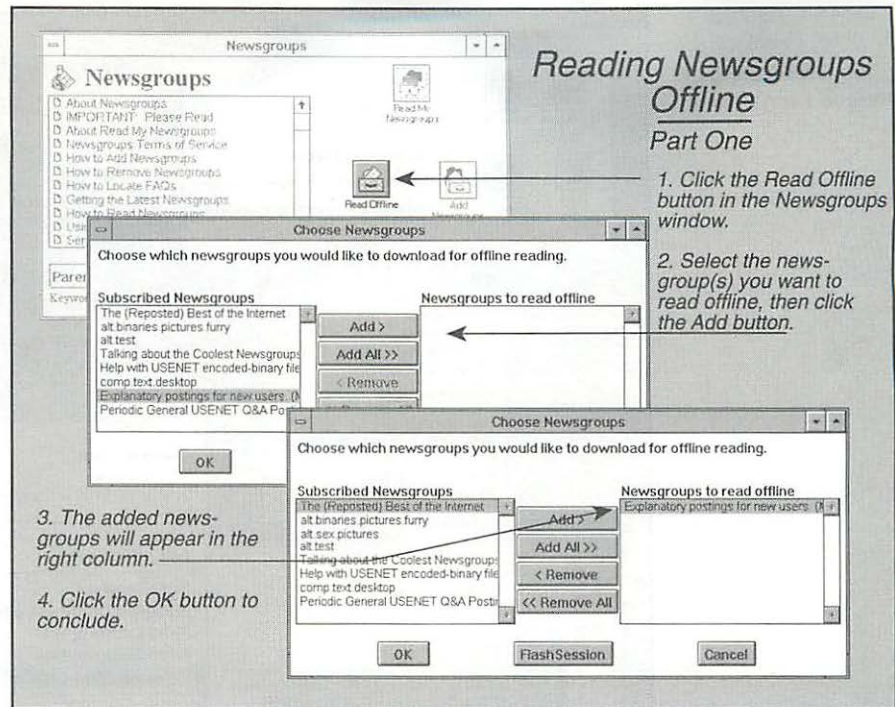 Newsgroups
Newsgroups
About Newsgroups
IMPORTANT: Please Read
About Read My Newsgroups
Newsgroups Terms of Service
How to Add Newsgroups
How to Remove Newsgroups
How to Locate FAQs
Getting the Latest Newsgroups
How to Read Newsgroups
Read My
Newsgroups
Read Offline
Add
Newsgroups
Reading Newsgroups
Offline
Part One
1. Click the Read Offline
button in the Newsgroups
window.
2. Select the news-
group(s) you want to
read offline, then click
the Add button.
Choose Newsgroups
Choose which newsgroups you would like to download for offline reading.
Subscribed Newsgroups
The (Reposted) Best of the Internet
alt.binaries pictures furry
alt.test
Talking about the Coolest Newsgroups
Help with USENET encoded-binary file
comp text.desktop
Explanatory postings for new users. (M
Periodic General USENET Q&A Pos
Add >
Add All >>
< Remove
Newsgroups to read offline
OK
Choose Newsgroups
Choose which newsgroups you would like to download for offline reading.
Subscribed Newsgroups
The (Reposted) Best of the Internet
alt binaries pictures furry
alt sex pictures
alt test
Talking about the Coolest Newsgroups
Help with USENET encoded-binary file
comp text desktop
Periodic General USENET Q&A Postin
Add >
Add All >>
< Remove
<< Remove All
Newsgroups to read offline
Explanatory postings for new users. (M
OK
FlashSession
Cancel
3. The added news-
groups will appear in the
right column.
4. Click the OK button to
conclude.